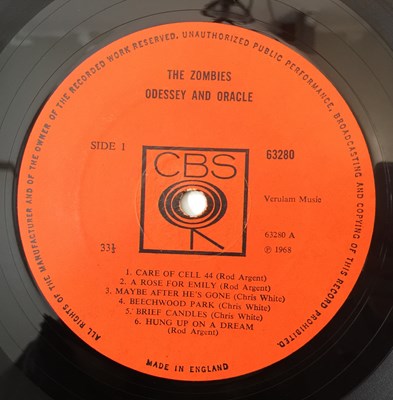 ALL RIGHTS OF THE MANUFACTURER AND OF THE OWNER OF THE RECORDED WORK RESERVED. UNAUTHORIZED PUBLIC PERFORMANCE, BROADCASTING AND COPYING OF THIS RECORD PROHIBITED.
THE ZOMBIES
ODESSEY AND ORACLE
SIDE 1
CBS
63280
Verulam Music
33⅓
63280 A
℗ 1968
1. CARE OF CELL 44 (Rod Argent)
2. A ROSE FOR EMILY (Rod Argent)
3. MAYBE AFTER HE'S GONE (Chris White)
4. BEECHWOOD PARK (Chris White)
5. BRIEF CANDLES (Chris White)
6. HUNG UP ON A DREAM
(Rod Argent)
MADE IN ENGLAND